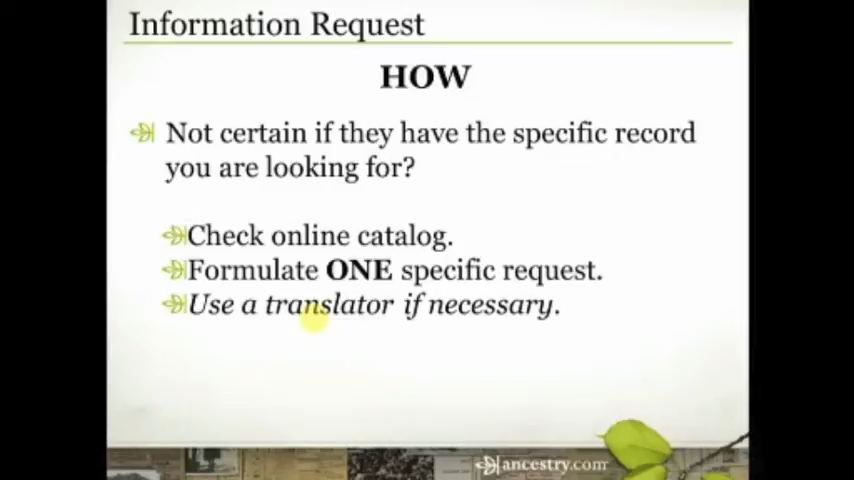 Information Request
HOW
Not certain if they have the specific record
you are looking for?
Check online catalog.
Formulate ONE specific request.
Use a translator if necessary.
ancestry.com